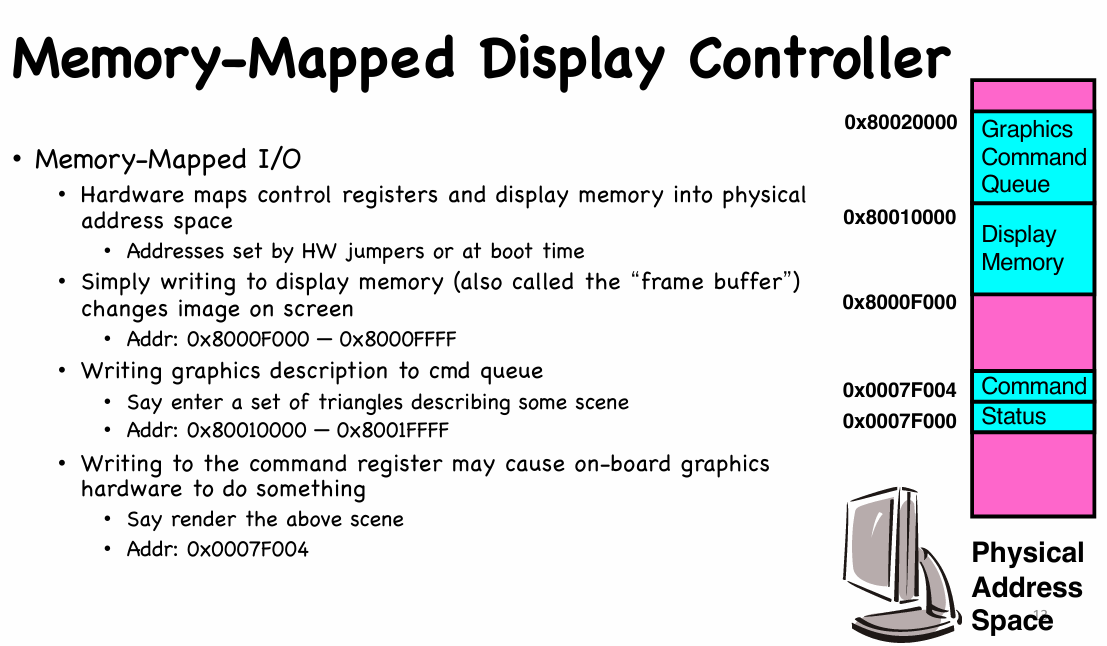 Memory-Mapped Display Controller
• Memory-Mapped I/O
• Hardware maps control registers and display memory into physical
address space
• Addresses set by HW jumpers or at boot time
• Simply writing to display memory (also called the “frame buffer”)
changes image on screen
• Addr: 0x8000F000 — 0x8000FFFF
• Writing graphics description to cmd queue
• Say enter a set of triangles describing some scene
• Addr: 0x80010000 — 0x8001FFFF
• Writing to the command register may cause on-board graphics
hardware to do something
• Say render the above scene
• Addr: 0x0007F004
0x80020000
Graphics
Command
Queue
0x80010000
Display
Memory
0x8000F000
0x0007F004
Command
0x0007F000
Status
Physical
Address
Space
13